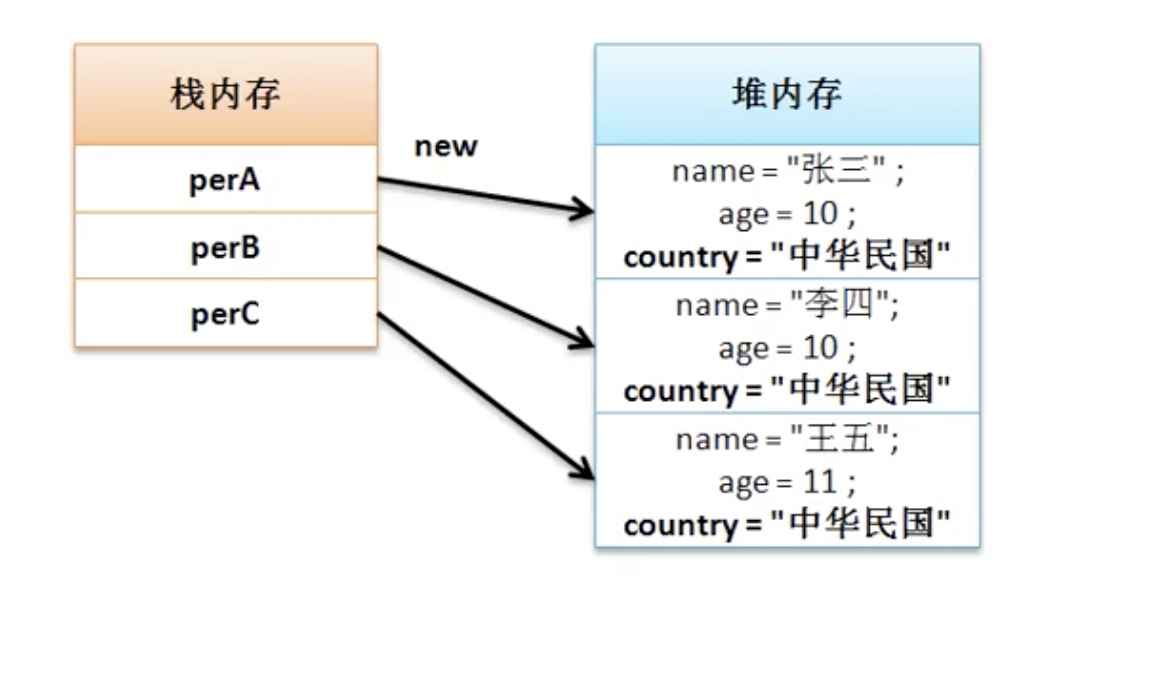 栈内存
堆内存
new
perA
perB
perC
name = "张三" ;
age = 10 ;
country = "中华民国"
name = "李四";
age = 10 ;
country = "中华民国"
name = "王五";
age = 11 ;
country = "中华民国"